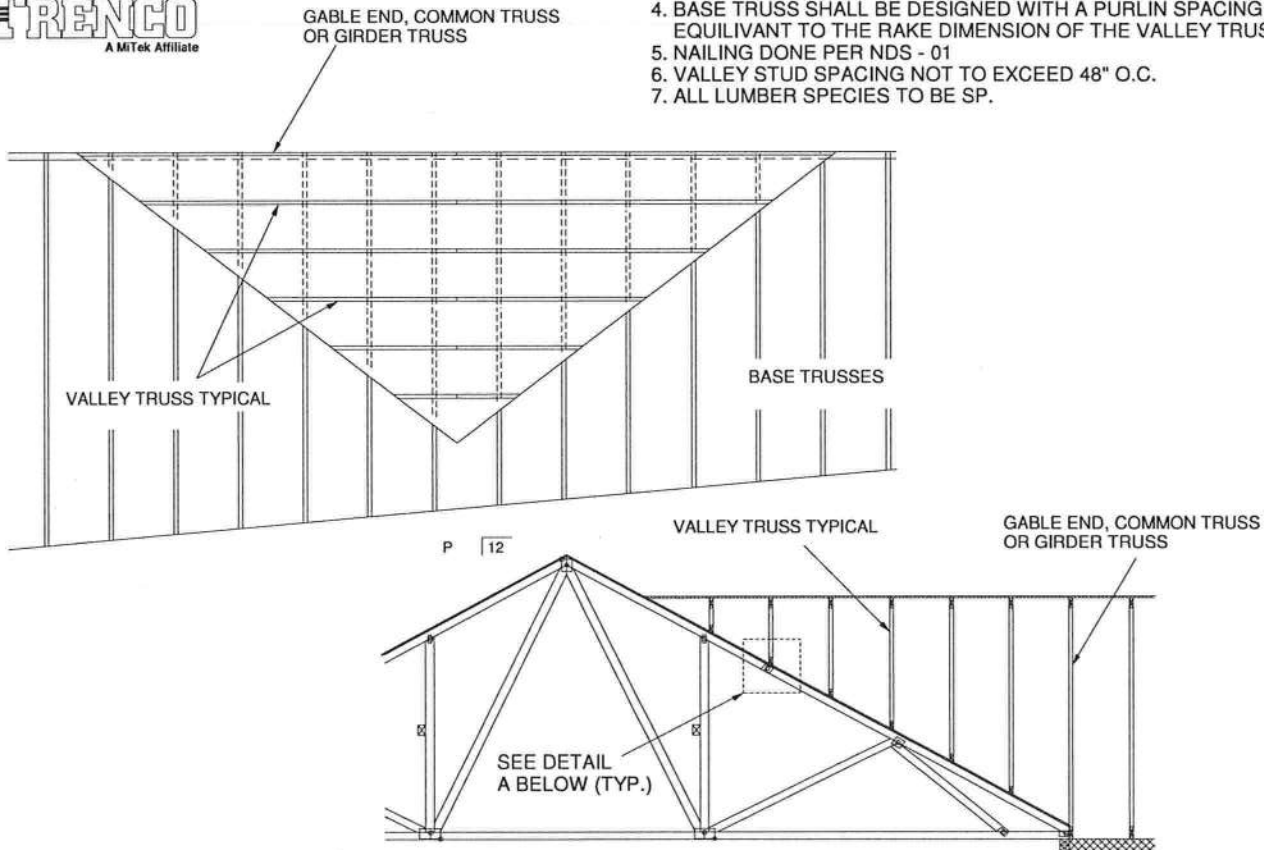 TRENCO
A MiTek Affiliate
GABLE END, COMMON TRUSS
OR GIRDER TRUSS
4. BASE TRUSS SHALL BE DESIGNED WITH A PURLIN SPACING
EQUILIVANT TO THE RAKE DIMENSION OF THE VALLEY TRUS
5. NAILING DONE PER NDS - 01
6. VALLEY STUD SPACING NOT TO EXCEED 48" O.C.
7. ALL LUMBER SPECIES TO BE SP.
VALLEY TRUSS TYPICAL
BASE TRUSSES
P 12
VALLEY TRUSS TYPICAL
GABLE END, COMMON TRUSS
OR GIRDER TRUSS
SEE DETAIL
A BELOW (TYP.)